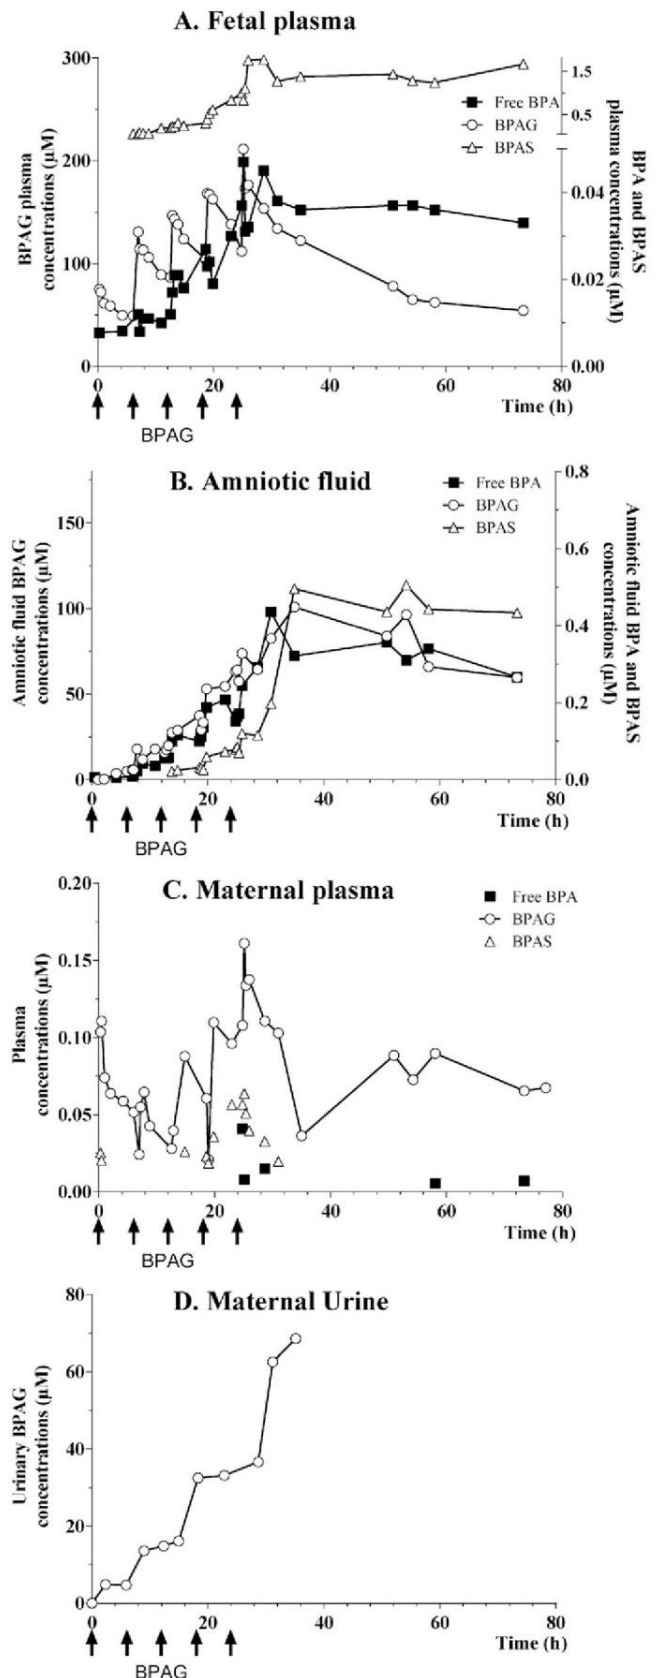 A. Fetal plasma
300
200
100
0
BPAG plasma
concentrations (µM)
Free BPA
BPAG
BPAS
1.5
0.5
0.04
0.02
0.00
BPA and BPAS
plasma concentrations (µM)
0 20 40 60 80
Time (h)
BPAG
B. Amniotic fluid
150
100
50
0
Amniotic fluid BPAG
concentrations (µM)
Free BPA
BPAG
BPAS
0.8
0.6
0.4
0.2
0.0
Amniotic fluid BPA and BPAS
concentrations (µM)
0 20 40 60 80
Time (h)
BPAG
C. Maternal plasma
0.20
0.15
0.10
0.05
0.00
Plasma
concentrations (µM)
Free BPA
BPAG
BPAS
0 20 40 60 80
Time (h)
BPAG
D. Maternal Urine
80
60
40
20
0
Urinary BPAG
concentrations (µM)
0 20 40 60 80
Time (h)
BPAG